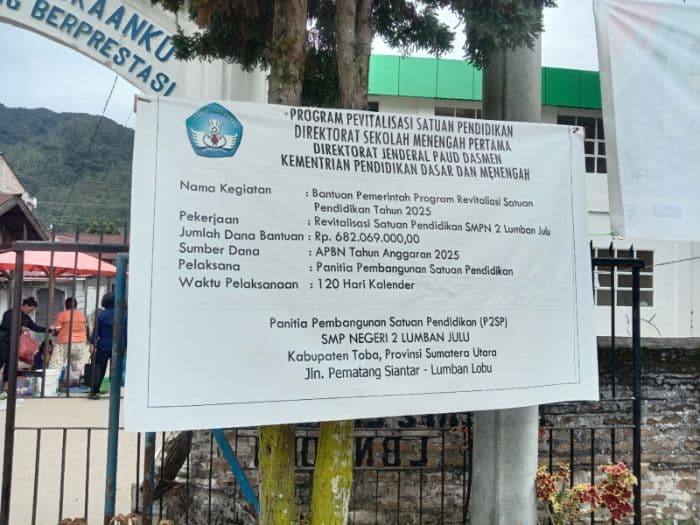 KAANKU
G BERPRESTASI
PROGRAM PEVITALISASI SATUAN PENDIDIKAN
DIREKTORAT SEKOLAH MENENGAH PERTAMA
DIREKTORAT JENDERAL PAUD DASMEN
KEMENTRIAN PENDIDIKAN DASAR DAN MENENGAH
Nama Kegiatan : Bantuan Pemerintah Program Revitaliasi Satuan
Pendidikan Tahun 2025
Pekerjaan : Revitalisasi Satuan Pendidikan SMPN 2 Lumban Julu
Jumlah Dana Bantuan : Rp. 682.069.000,00
Sumber Dana : APBN Tahun Anggaran 2025
Pelaksana : Panitia Pembangunan Satuan Pendidikan
Waktu Pelaksanaan : 120 Hari Kalender
Panitia Pembangunan Satuan Pendidikan (P2SP)
SMP NEGERI 2 LUMBAN JULU
Kabupaten Toba, Provinsi Sumatera Utara
Jln. Pematang Siantar - Lumban Lobu